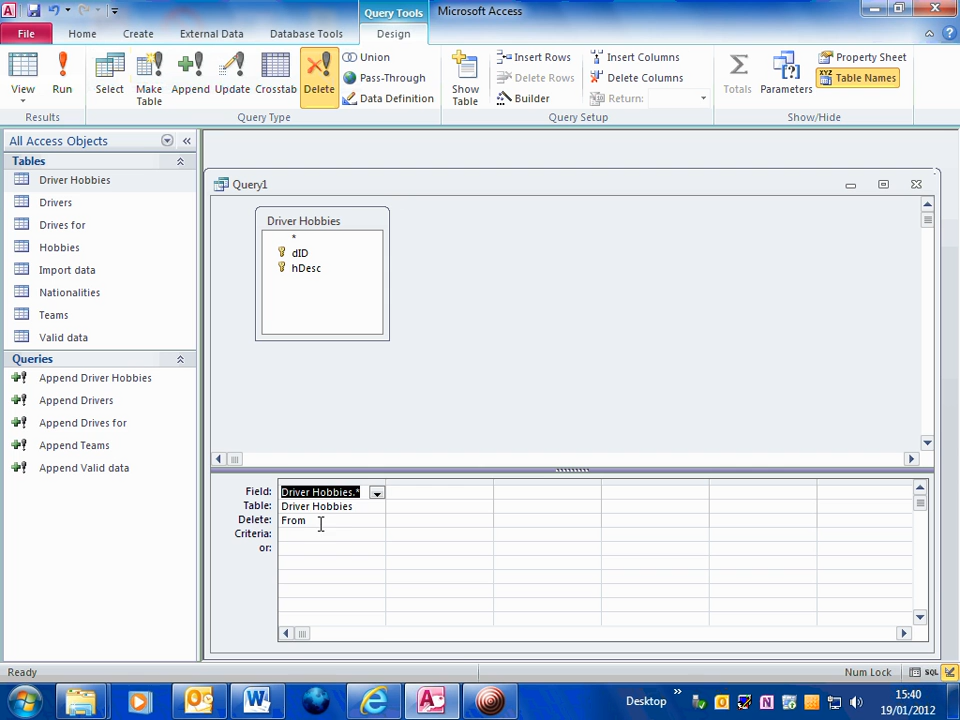 Query Tools Microsoft Access
File Home Create External Data Database Tools Design
View Run Select Make Table Append Update Crosstab Delete
Union
Pass-Through
Data Definition
Show Table
Insert Rows
Delete Rows
Builder
Insert Columns
Delete Columns
Return:
Totals Parameters
Property Sheet
Table Names
Results Query Type Query Setup Show/Hide
All Access Objects
Tables
Driver Hobbies
Drivers
Drives for
Hobbies
Import data
Nationalities
Teams
Valid data
Queries
Append Driver Hobbies
Append Drivers
Append Drives for
Append Teams
Append Valid data
Query1
Driver Hobbies
*
dID
hDesc
Field: Driver Hobbies.*
Table: Driver Hobbies
Delete: From
Criteria:
or:
Ready Num Lock SQL
Desktop
15:40
19/01/2012